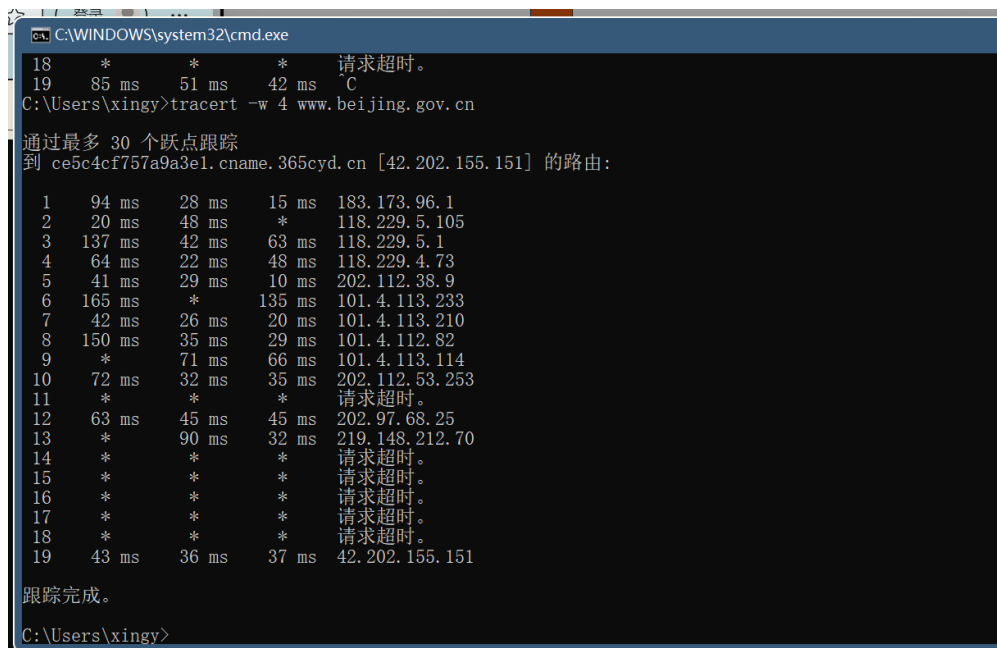 登录
C:\WINDOWS\system32\cmd.exe
18 * * * 请求超时。
19 85 ms 51 ms 42 ms ^C
C:\Users\xingy>tracert -w 4 www.beijing.gov.cn
通过最多 30 个跃点跟踪
到 ce5c4cf757a9a3e1.cname.365cyd.cn [42.202.155.151] 的路由:
1 94 ms 28 ms 15 ms 183.173.96.1
2 20 ms 48 ms * 118.229.5.105
3 137 ms 42 ms 63 ms 118.229.5.1
4 64 ms 22 ms 48 ms 118.229.4.73
5 41 ms 29 ms 10 ms 202.112.38.9
6 165 ms * 135 ms 101.4.113.233
7 42 ms 26 ms 20 ms 101.4.113.210
8 150 ms 35 ms 29 ms 101.4.112.82
9 * 71 ms 66 ms 101.4.113.114
10 72 ms 32 ms 35 ms 202.112.53.253
11 * * * 请求超时。
12 63 ms 45 ms 45 ms 202.97.68.25
13 * 90 ms 32 ms 219.148.212.70
14 * * * 请求超时。
15 * * * 请求超时。
16 * * * 请求超时。
17 * * * 请求超时。
18 * * * 请求超时。
19 43 ms 36 ms 37 ms 42.202.155.151
跟踪完成。
C:\Users\xingy>